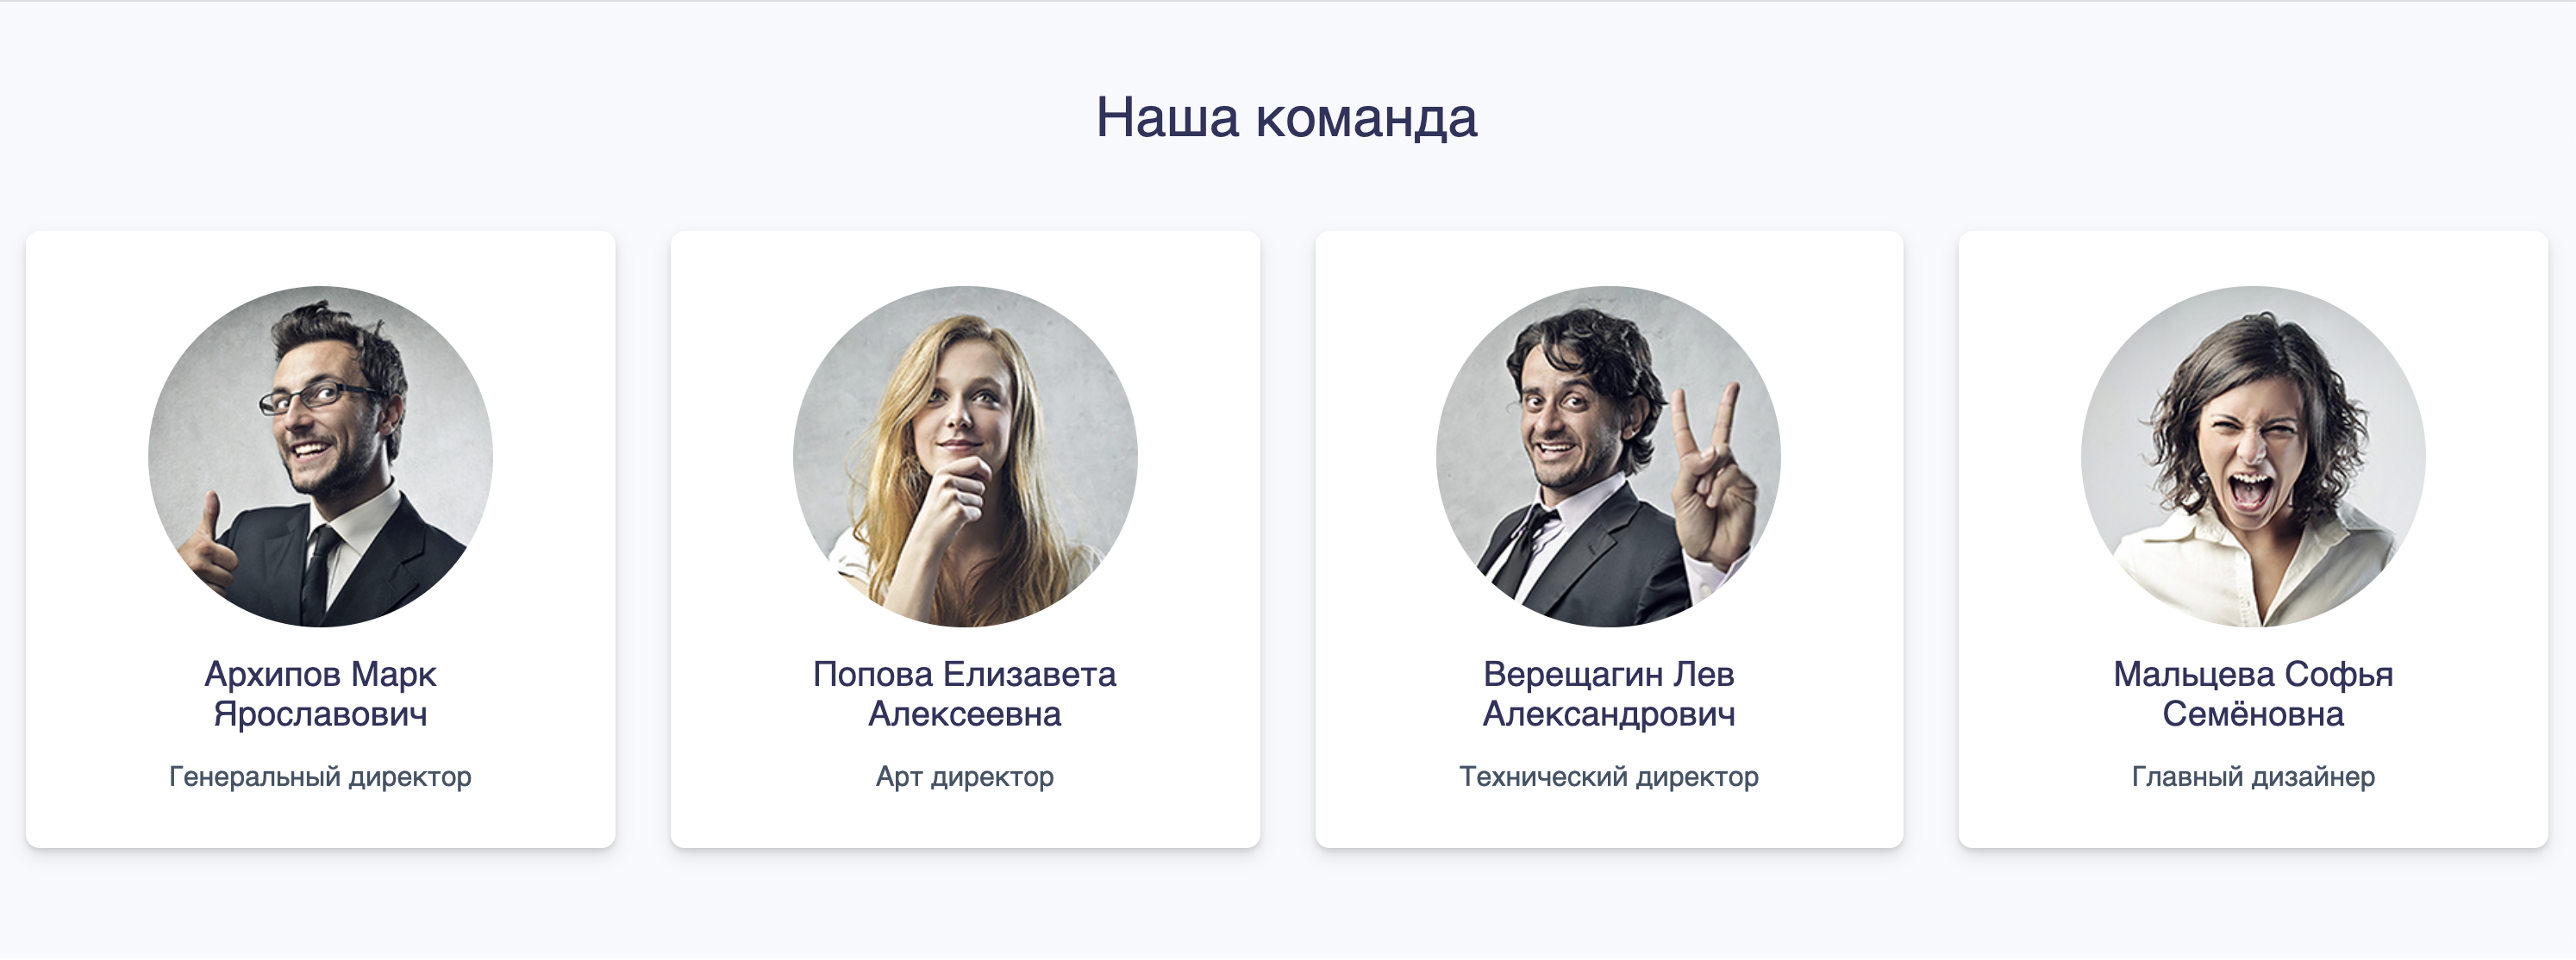 Наша команда
Архипов Марк
Ярославович
Генеральный директор
Попова Елизавета
Алексеевна
Арт директор
Верещагин Лев
Александрович
Технический директор
Мальцева Софья
Семёновна
Главный дизайнер